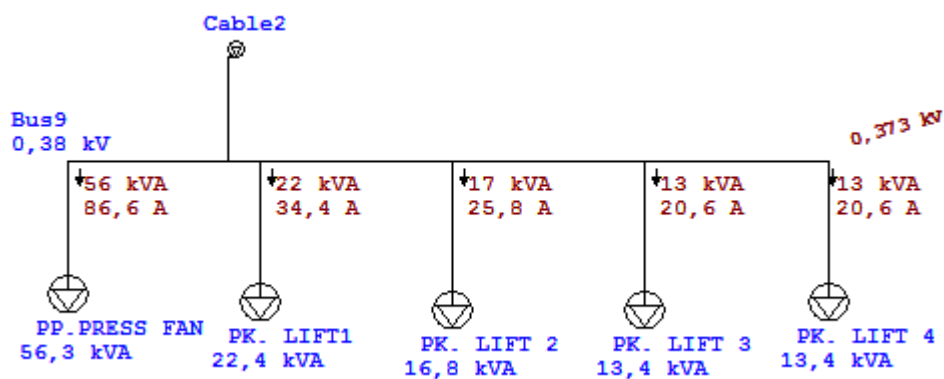 Cable2
Bus9
0,38 kV
0,373 kV
56 kVA
86,6 A
22 kVA
34,4 A
17 kVA
25,8 A
13 kVA
20,6 A
13 kVA
20,6 A
PP.PRESS FAN
56,3 kVA
PK. LIFT1
22,4 kVA
PK. LIFT 2
16,8 kVA
PK. LIFT 3
13,4 kVA
PK. LIFT 4
13,4 kVA